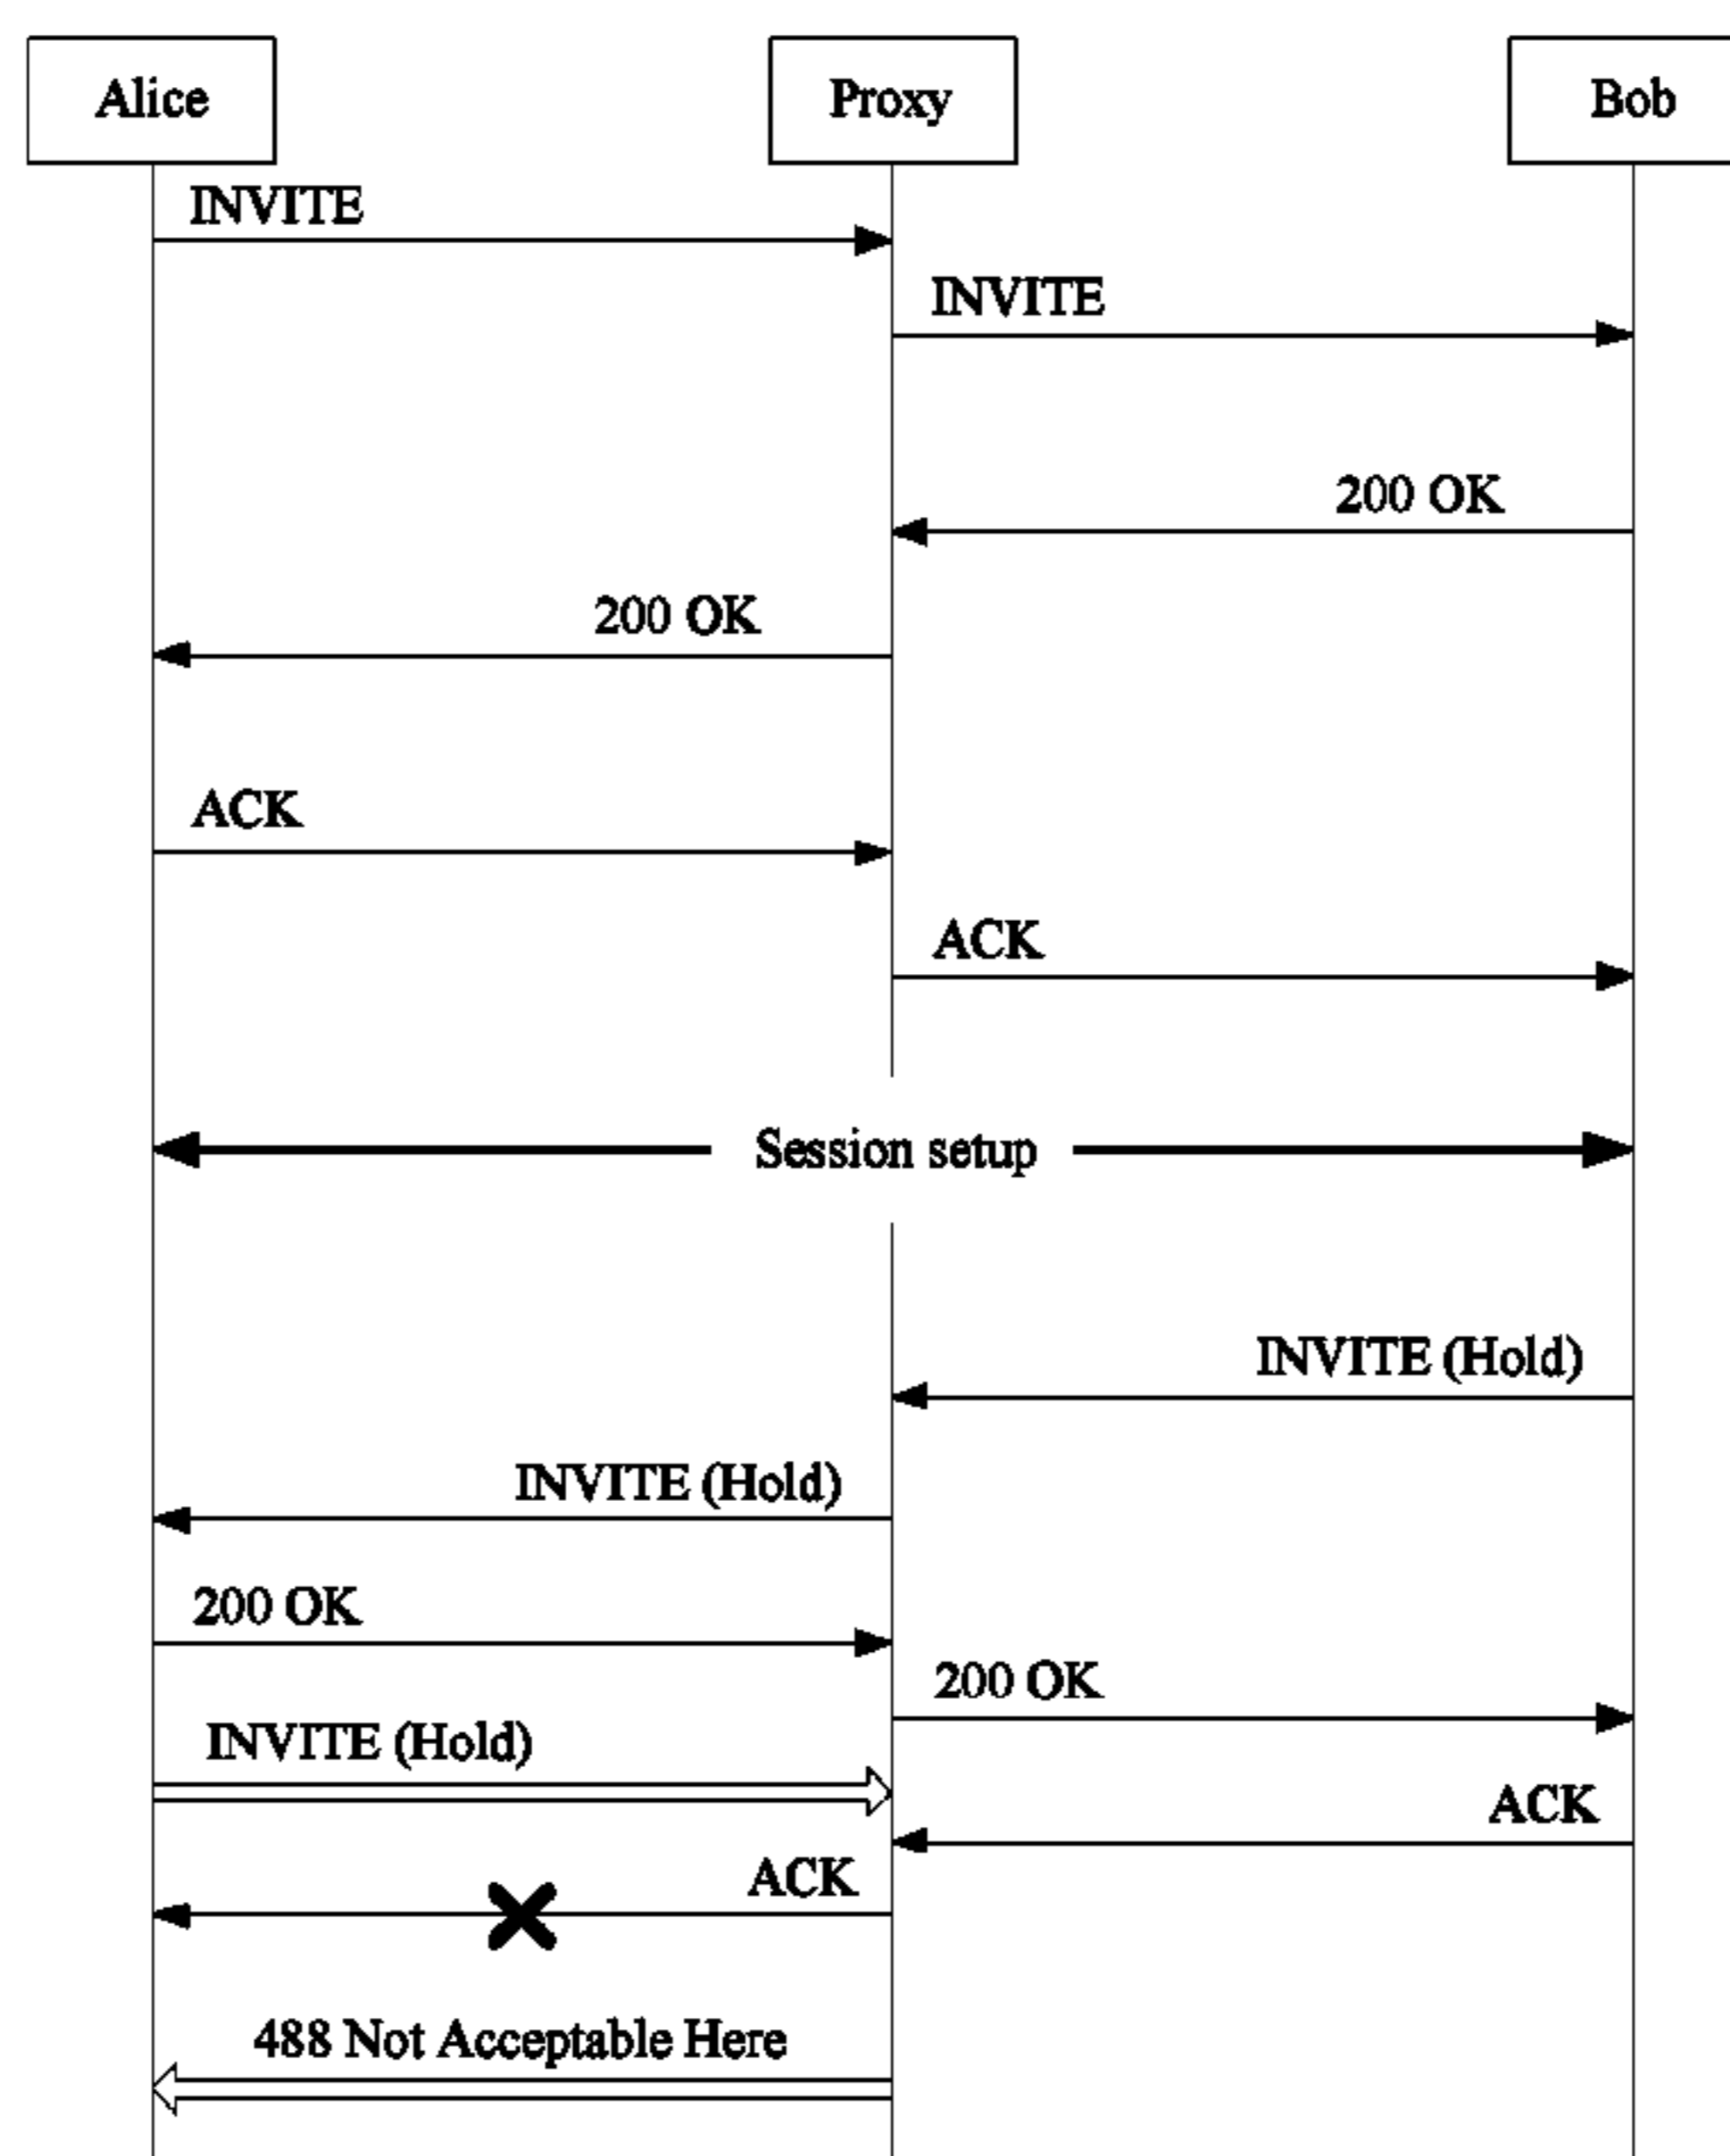 Alice
Proxy
Bob
INVITE
INVITE
200 OK
200 OK
ACK
ACK
Session setup
INVITE (Hold)
INVITE (Hold)
200 OK
200 OK
INVITE (Hold)
ACK
ACK
488 Not Acceptable Here